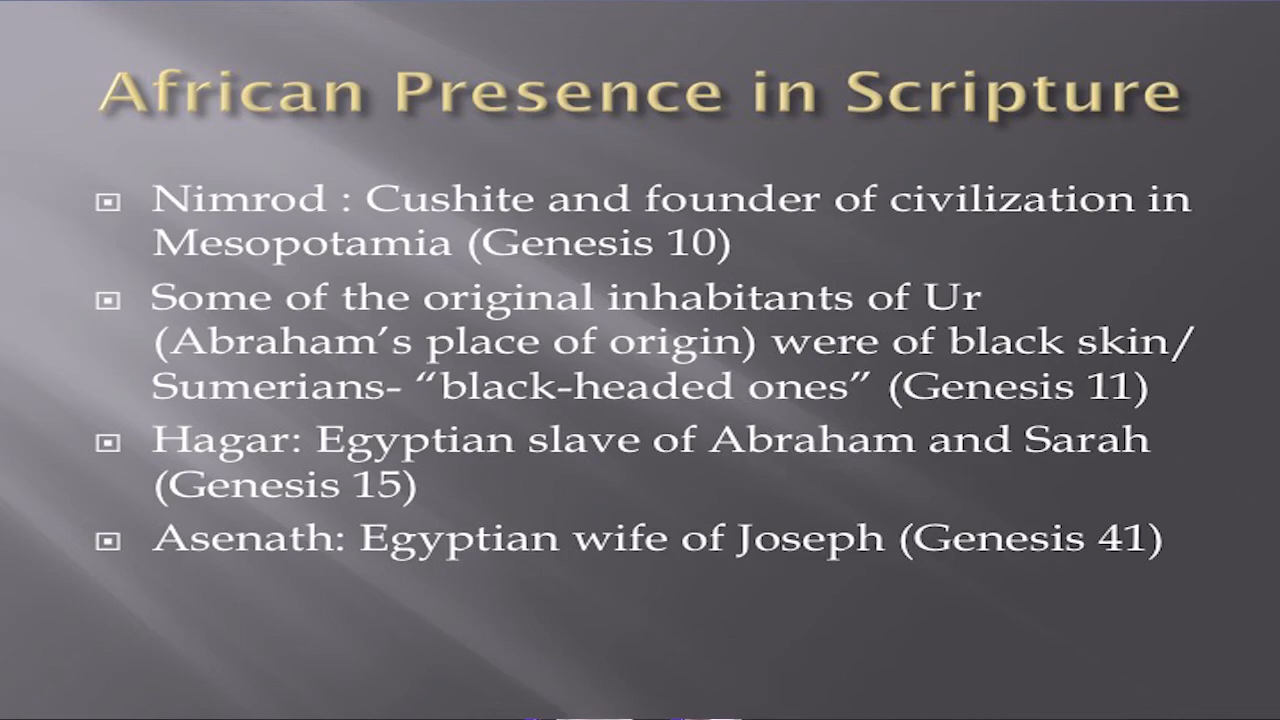 African Presence in Scripture
Nimrod : Cushite and founder of civilization in
Mesopotamia (Genesis 10)
Some of the original inhabitants of Ur
(Abraham’s place of origin) were of black skin/
Sumerians- “black-headed ones” (Genesis 11)
Hagar: Egyptian slave of Abraham and Sarah
(Genesis 15)
Asenath: Egyptian wife of Joseph (Genesis 41)